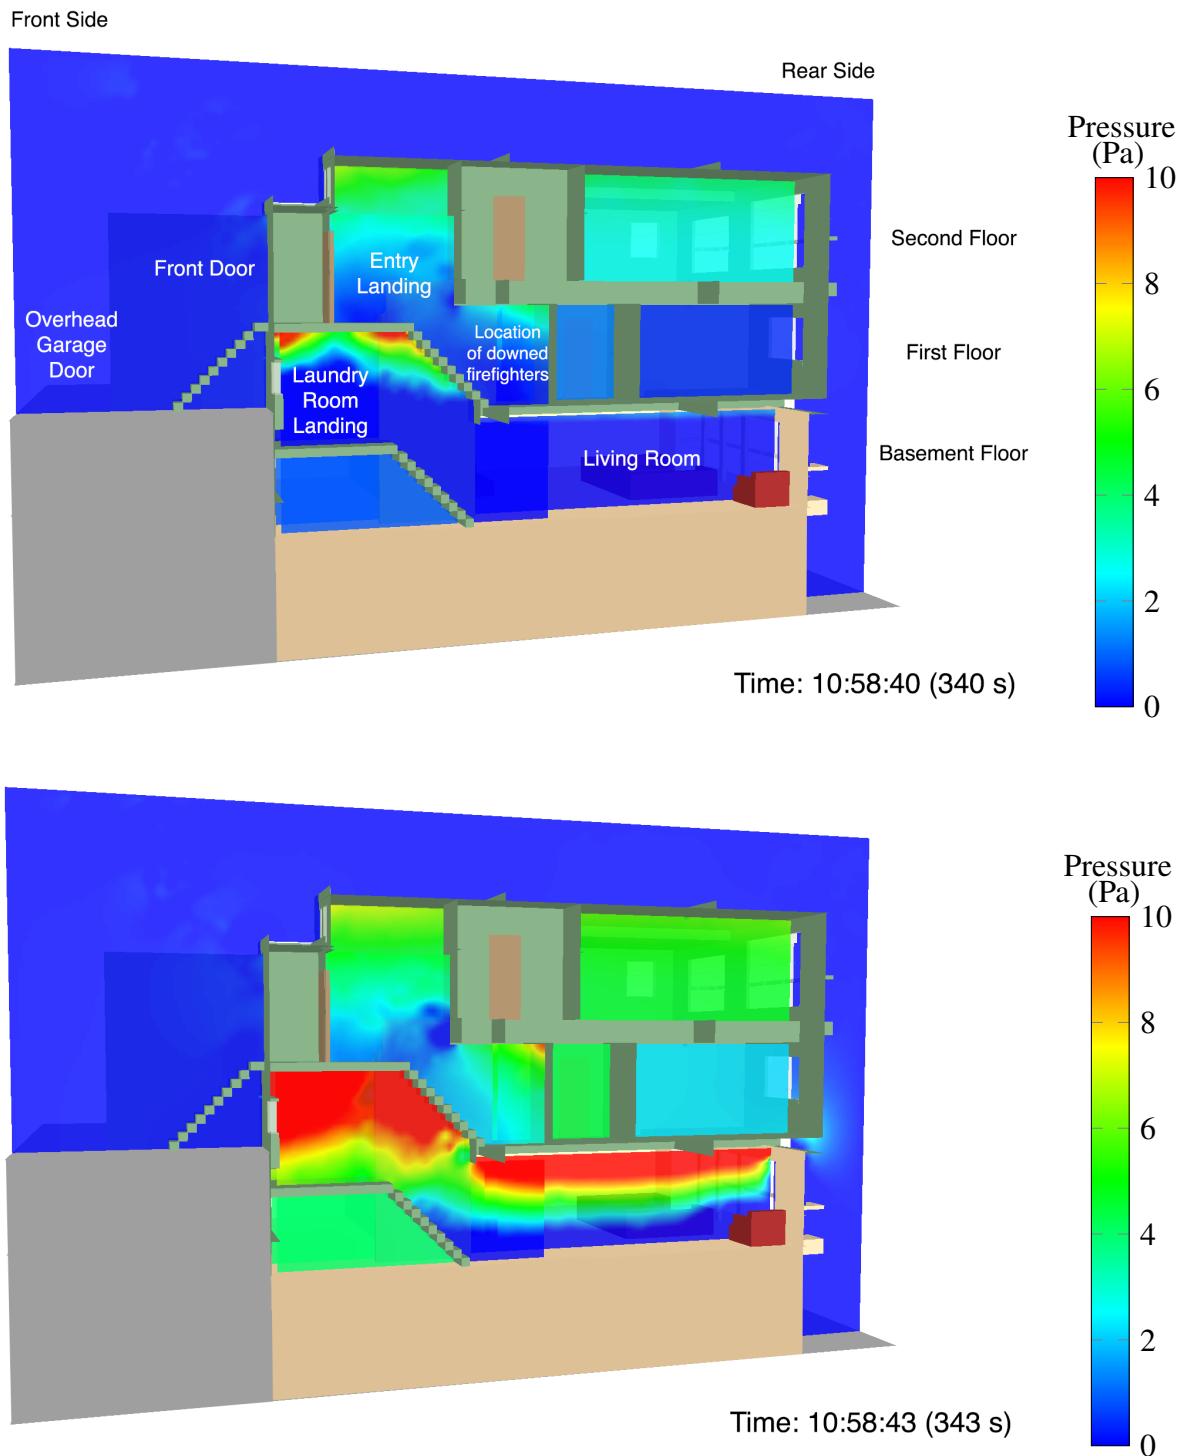 Front Side
Rear Side
Pressure
(Pa)
10
8
6
4
2
0
Second Floor
First Floor
Basement Floor
Front Door
Entry
Landing
Overhead
Garage
Door
Location
of downed
firefighters
Laundry
Room
Landing
Living Room
Time: 10:58:40 (340 s)
Pressure
(Pa)
10
8
6
4
2
0
Time: 10:58:43 (343 s)